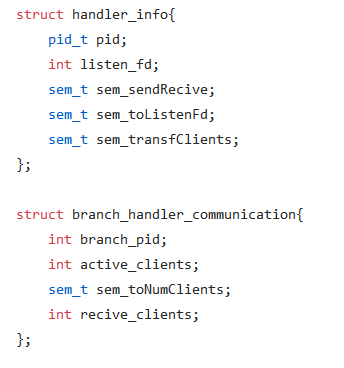 struct handler_info{
    pid_t pid;
    int listen_fd;
    sem_t sem_sendRecive;
    sem_t sem_toListenFd;
    sem_t sem_transfClients;
};

struct branch_handler_communication{
    int branch_pid;
    int active_clients;
    sem_t sem_toNumClients;
    int recive_clients;
};